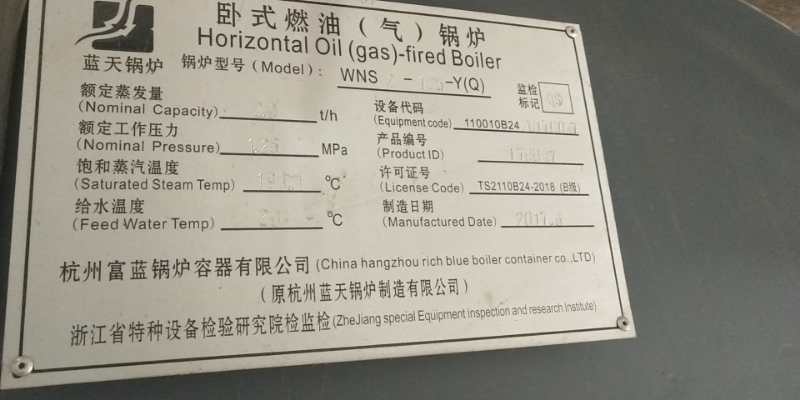 卧式燃油（气）锅炉
Horizontal Oil (gas)-fired Boiler
蓝天锅炉
锅炉型号（Model）: WNS - -Y(Q)
监检标记
额定蒸发量
(Nominal Capacity) t/h
设备代码
(Equipment code) 110010B24
额定工作压力
(Nominal Pressure) 1.25 MPa
产品编号
(Product ID)
饱和蒸汽温度
(Saturated Steam Temp) ℃
许可证号
(License Code) TS2110B24-2018 (B级)
给水温度
(Feed Water Temp) ℃
制造日期
(Manufactured Date) 2017.
杭州富蓝锅炉容器有限公司(China hangzhou rich blue boiler container co.,LTD)
（原杭州蓝天锅炉制造有限公司）
浙江省特种设备检验研究院检监检(ZheJiang special Equipment inspection and research Institute)